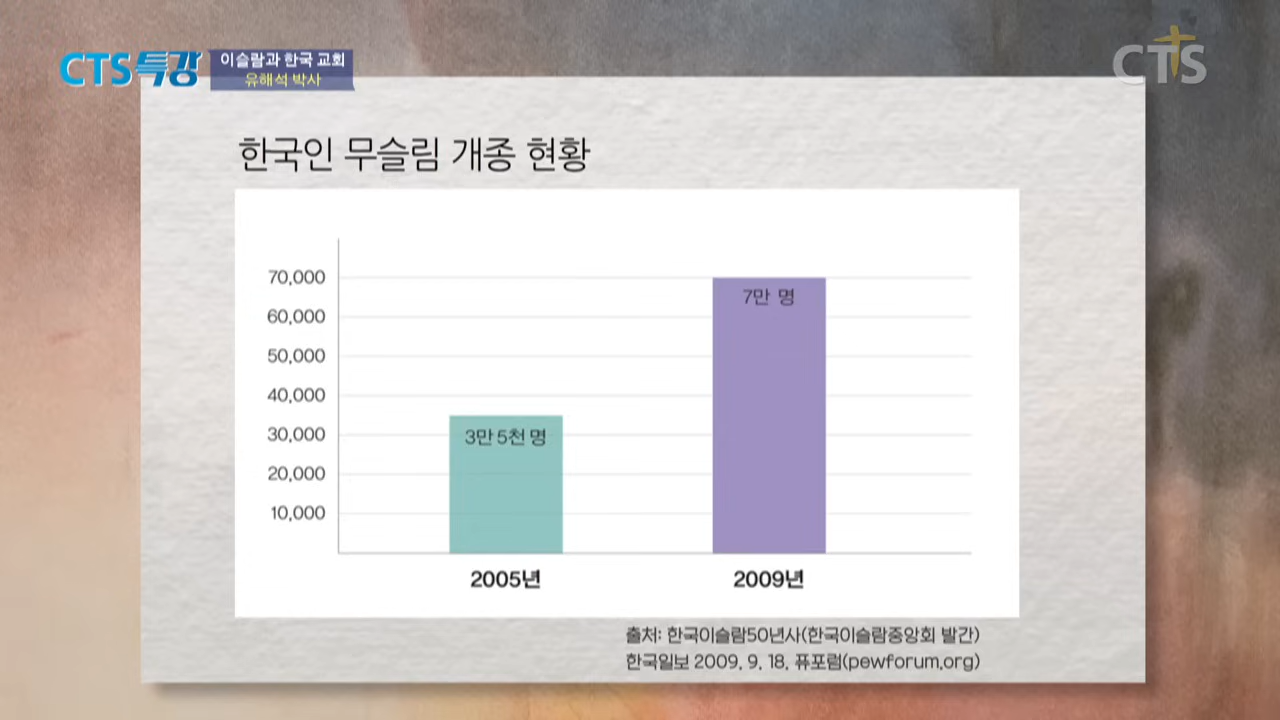 CTS특강
이슬람과 한국 교회
유해석 박사
CTS
한국인 무슬림 개종 현황
70,000
60,000
50,000
40,000
30,000
20,000
10,000
3만 5천 명
7만 명
2005년
2009년
출처: 한국이슬람50년사(한국이슬람중앙회 발간)
한국일보 2009. 9. 18. 퓨포럼(pewforum.org)